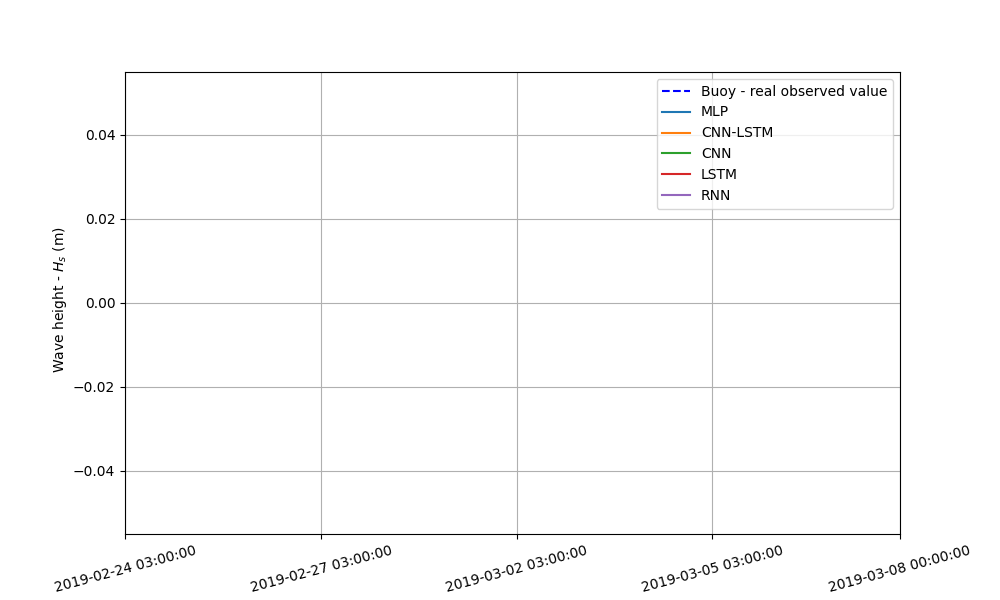 Buoy - real observed value
MLP
CNN-LSTM
CNN
LSTM
RNN
Wave height - Hₛ (m)
0.04
0.02
0.00
−0.02
−0.04
2019-02-24 03:00:00
2019-02-27 03:00:00
2019-03-02 03:00:00
2019-03-05 03:00:00
2019-03-08 00:00:00